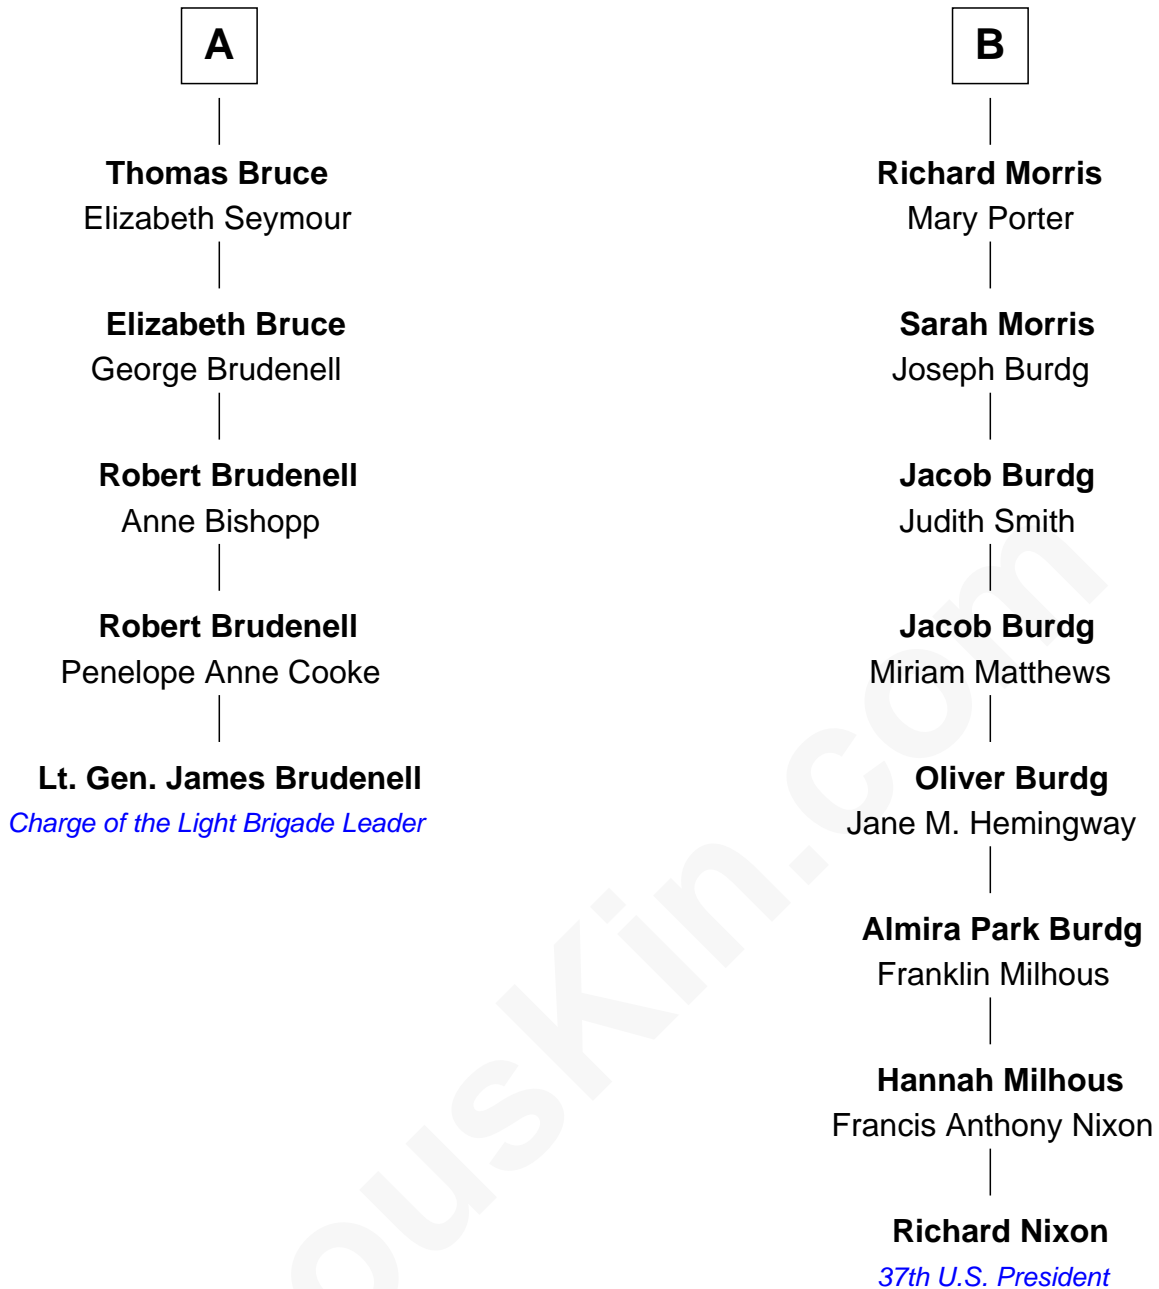 A
Thomas Bruce
Elizabeth Seymour
Elizabeth Bruce
George Brudenell
Robert Brudenell
Anne Bishopp
Robert Brudenell
Penelope Anne Cooke
Lt. Gen. James Brudenell
Charge of the Light Brigade Leader
B
Richard Morris
Mary Porter
Sarah Morris
Joseph Burdg
Jacob Burdg
Judith Smith
Jacob Burdg
Miriam Matthews
Oliver Burdg
Jane M. Hemingway
Almira Park Burdg
Franklin Milhous
Hannah Milhous
Francis Anthony Nixon
Richard Nixon
37th U.S. President
ousKin.com